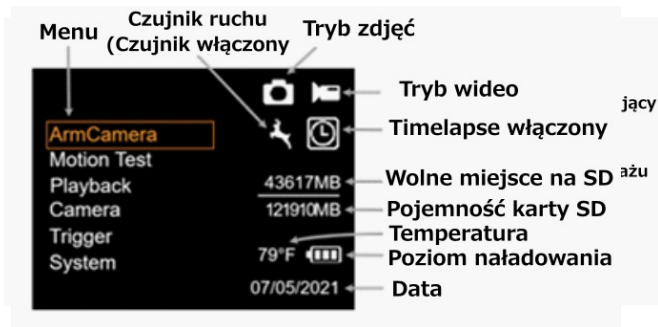 Menu
Czujnik ruchu
(Czujnik włączony
Tryb zdjęć
Tryb wideo
jący
ArmCamera
Timelapse włączony
Motion Test
Playback
43617MB
Wolne miejsce na SD
ażu
Camera
121910MB
Pojemność karty SD
Trigger
Temperatura
System
79°F
Poziom naładowania
07/05/2021
Data